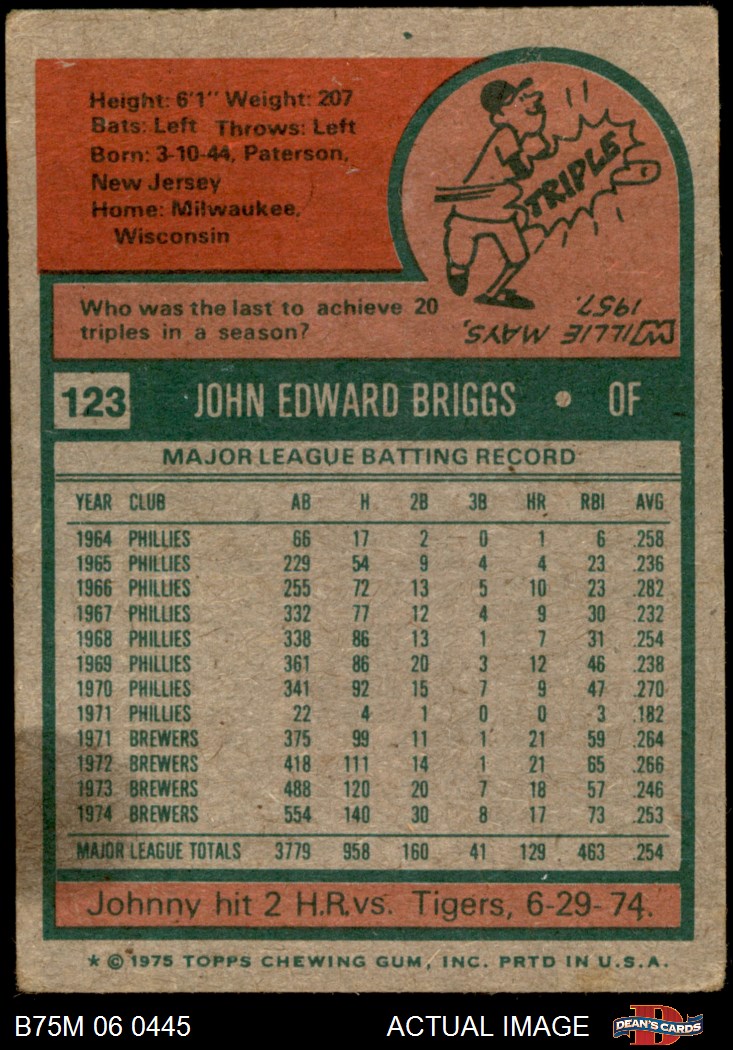 Height: 6'1" Weight: 207
Bats: Left Throws: Left
Born: 3-10-44, Paterson,
New Jersey
Home: Milwaukee,
Wisconsin
TRIPLE
Who was the last to achieve 20
triples in a season?
WILLIE MAYS,
1957.
123 JOHN EDWARD BRIGGS • OF
MAJOR LEAGUE BATTING RECORD
YEAR CLUB AB H 2B 3B HR RBI AVG
1964 PHILLIES 66 17 2 0 1 6 .258
1965 PHILLIES 229 54 9 4 4 23 .236
1966 PHILLIES 255 72 13 5 10 23 .282
1967 PHILLIES 332 77 12 4 9 30 .232
1968 PHILLIES 338 86 13 1 7 31 .254
1969 PHILLIES 361 86 20 3 12 46 .238
1970 PHILLIES 341 92 15 7 9 47 .270
1971 PHILLIES 22 4 1 0 0 3 .182
1971 BREWERS 375 99 11 1 21 59 .264
1972 BREWERS 418 111 14 1 21 65 .266
1973 BREWERS 488 120 20 7 18 57 .246
1974 BREWERS 554 140 30 8 17 73 .253
MAJOR LEAGUE TOTALS 3779 958 160 41 129 463 .254
Johnny hit 2 H.R.vs. Tigers, 6-29-74.
* © 1975 TOPPS CHEWING GUM, INC. PRTD IN U.S.A.
B75M 06 0445 ACTUAL IMAGE D DEAN'S CARDS